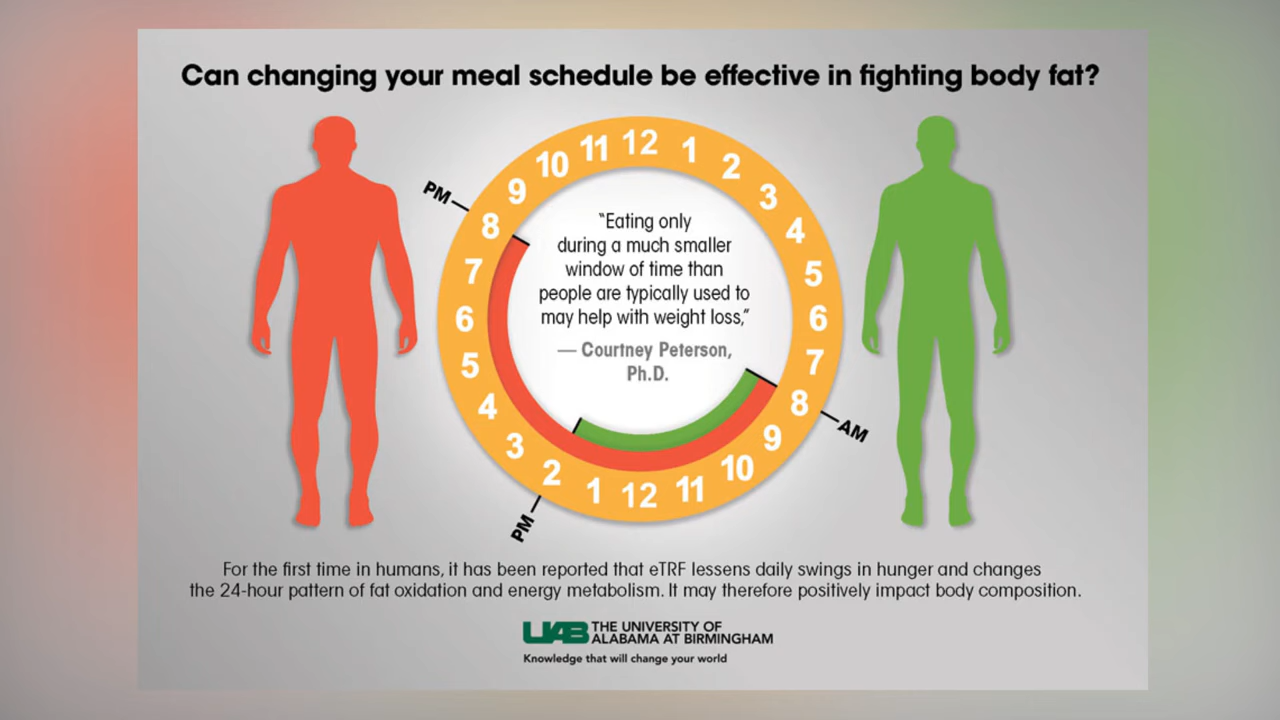 Can changing your meal schedule be effective in fighting body fat?
12
1
2
3
4
5
6
7
8
AM
9
10
11
12
1
2
PM
3
4
5
6
7
8
PM
9
10
11
“Eating only
during a much smaller
window of time than
people are typically used to
may help with weight loss,”
— Courtney Peterson,
Ph.D.
For the first time in humans, it has been reported that eTRF lessens daily swings in hunger and changes
the 24-hour pattern of fat oxidation and energy metabolism. It may therefore positively impact body composition.
UAB THE UNIVERSITY OF
ALABAMA AT BIRMINGHAM
Knowledge that will change your world